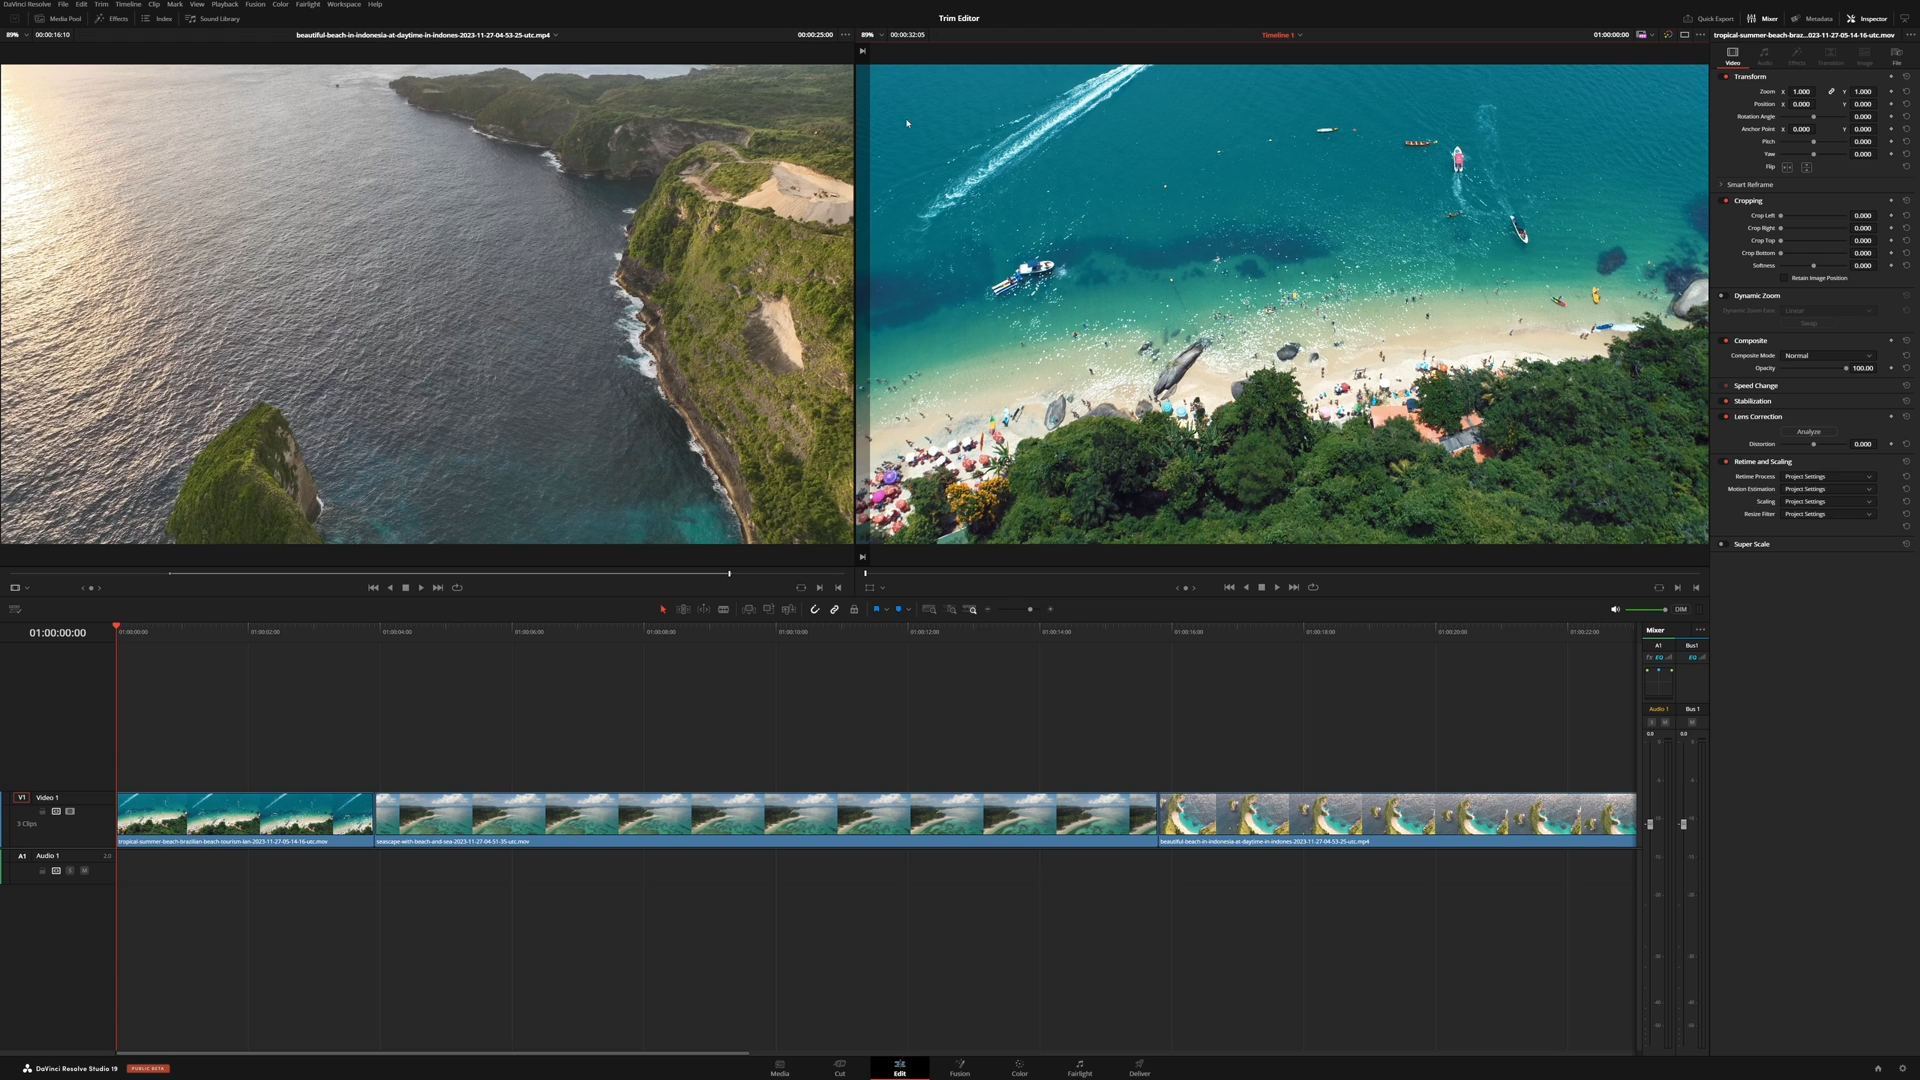 DaVinci Resolve File Edit Trim Timeline Clip Mark View Playback Fusion Color Fairlight Workspace Help
Media Pool Effects Index Sound Library Trim Editor Quick Export Mixer Metadata Inspector
89% 00:00:16:10 beautiful-beach-in-indonesia-at-daytime-in-indones-2023-11-27-04-53-25-utc.mp4 00:00:25:00 89% 00:00:32:05 Timeline 1 01:00:00:00 tropical-summer-beach-braz...023-11-27-05-14-16-utc.mov
Video Audio Effects Transition Image File
Transform
Zoom X 1.000 Y 1.000
Position X 0.000 Y 0.000
Rotation Angle 0.000
Anchor Point X 0.000 Y 0.000
Pitch 0.000
Yaw 0.000
Flip
Smart Reframe
Cropping
Crop Left 0.000
Crop Right 0.000
Crop Top 0.000
Crop Bottom 0.000
Softness 0.000
Retain Image Position
Dynamic Zoom
Dynamic Zoom Ease Linear
Swap
Composite
Composite Mode Normal
Opacity 100.00
Speed Change
Stabilization
Lens Correction
Analyze
Distortion 0.000
Retime and Scaling
Retime Process Project Settings
Motion Estimation Project Settings
Scaling Project Settings
Resize Filter Project Settings
Super Scale
DIM
01:00:00:00 01:00:00:00 01:00:02:00 01:00:04:00 01:00:06:00 01:00:08:00 01:00:10:00 01:00:12:00 01:00:14:00 01:00:16:00 01:00:18:00 01:00:20:00 01:00:22:00
Mixer
A1 Bus1
fx EQ EQ
Audio 1 Bus 1
S M M
0.0 0.0
V1 Video 1
3 Clips
tropical-summer-beach-brazilian-beach-tourism-lan-2023-11-27-05-14-16-utc.mov seascape-with-beach-and-sea-2023-11-27-04-51-35-utc.mov beautiful-beach-in-indonesia-at-daytime-in-indones-2023-11-27-04-53-25-utc.mp4
A1 Audio 1 2.0
S M
DaVinci Resolve Studio 19 PUBLIC BETA
Media Cut Edit Fusion Color Fairlight Deliver